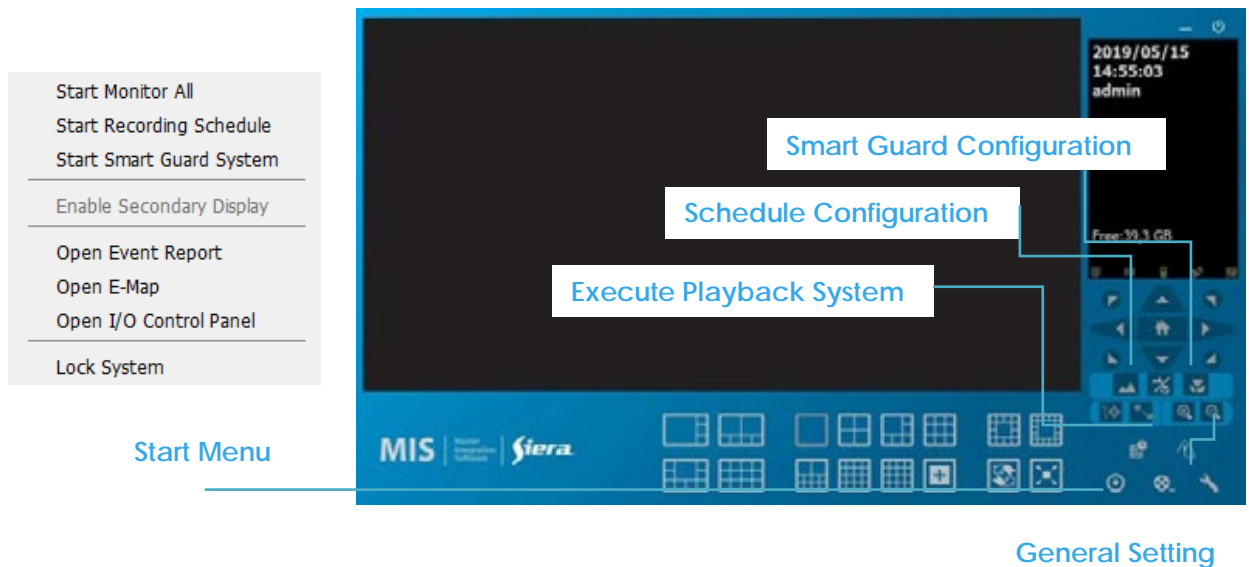 Start Monitor All
Start Recording Schedule
Start Smart Guard System
Enable Secondary Display
Open Event Report
Open E-Map
Open I/O Control Panel
Lock System
Start Menu
2019/05/15
14:55:03
admin
Smart Guard Configuration
Schedule Configuration
Free:39,3 GB
Execute Playback System
MIS
Siera
General Setting